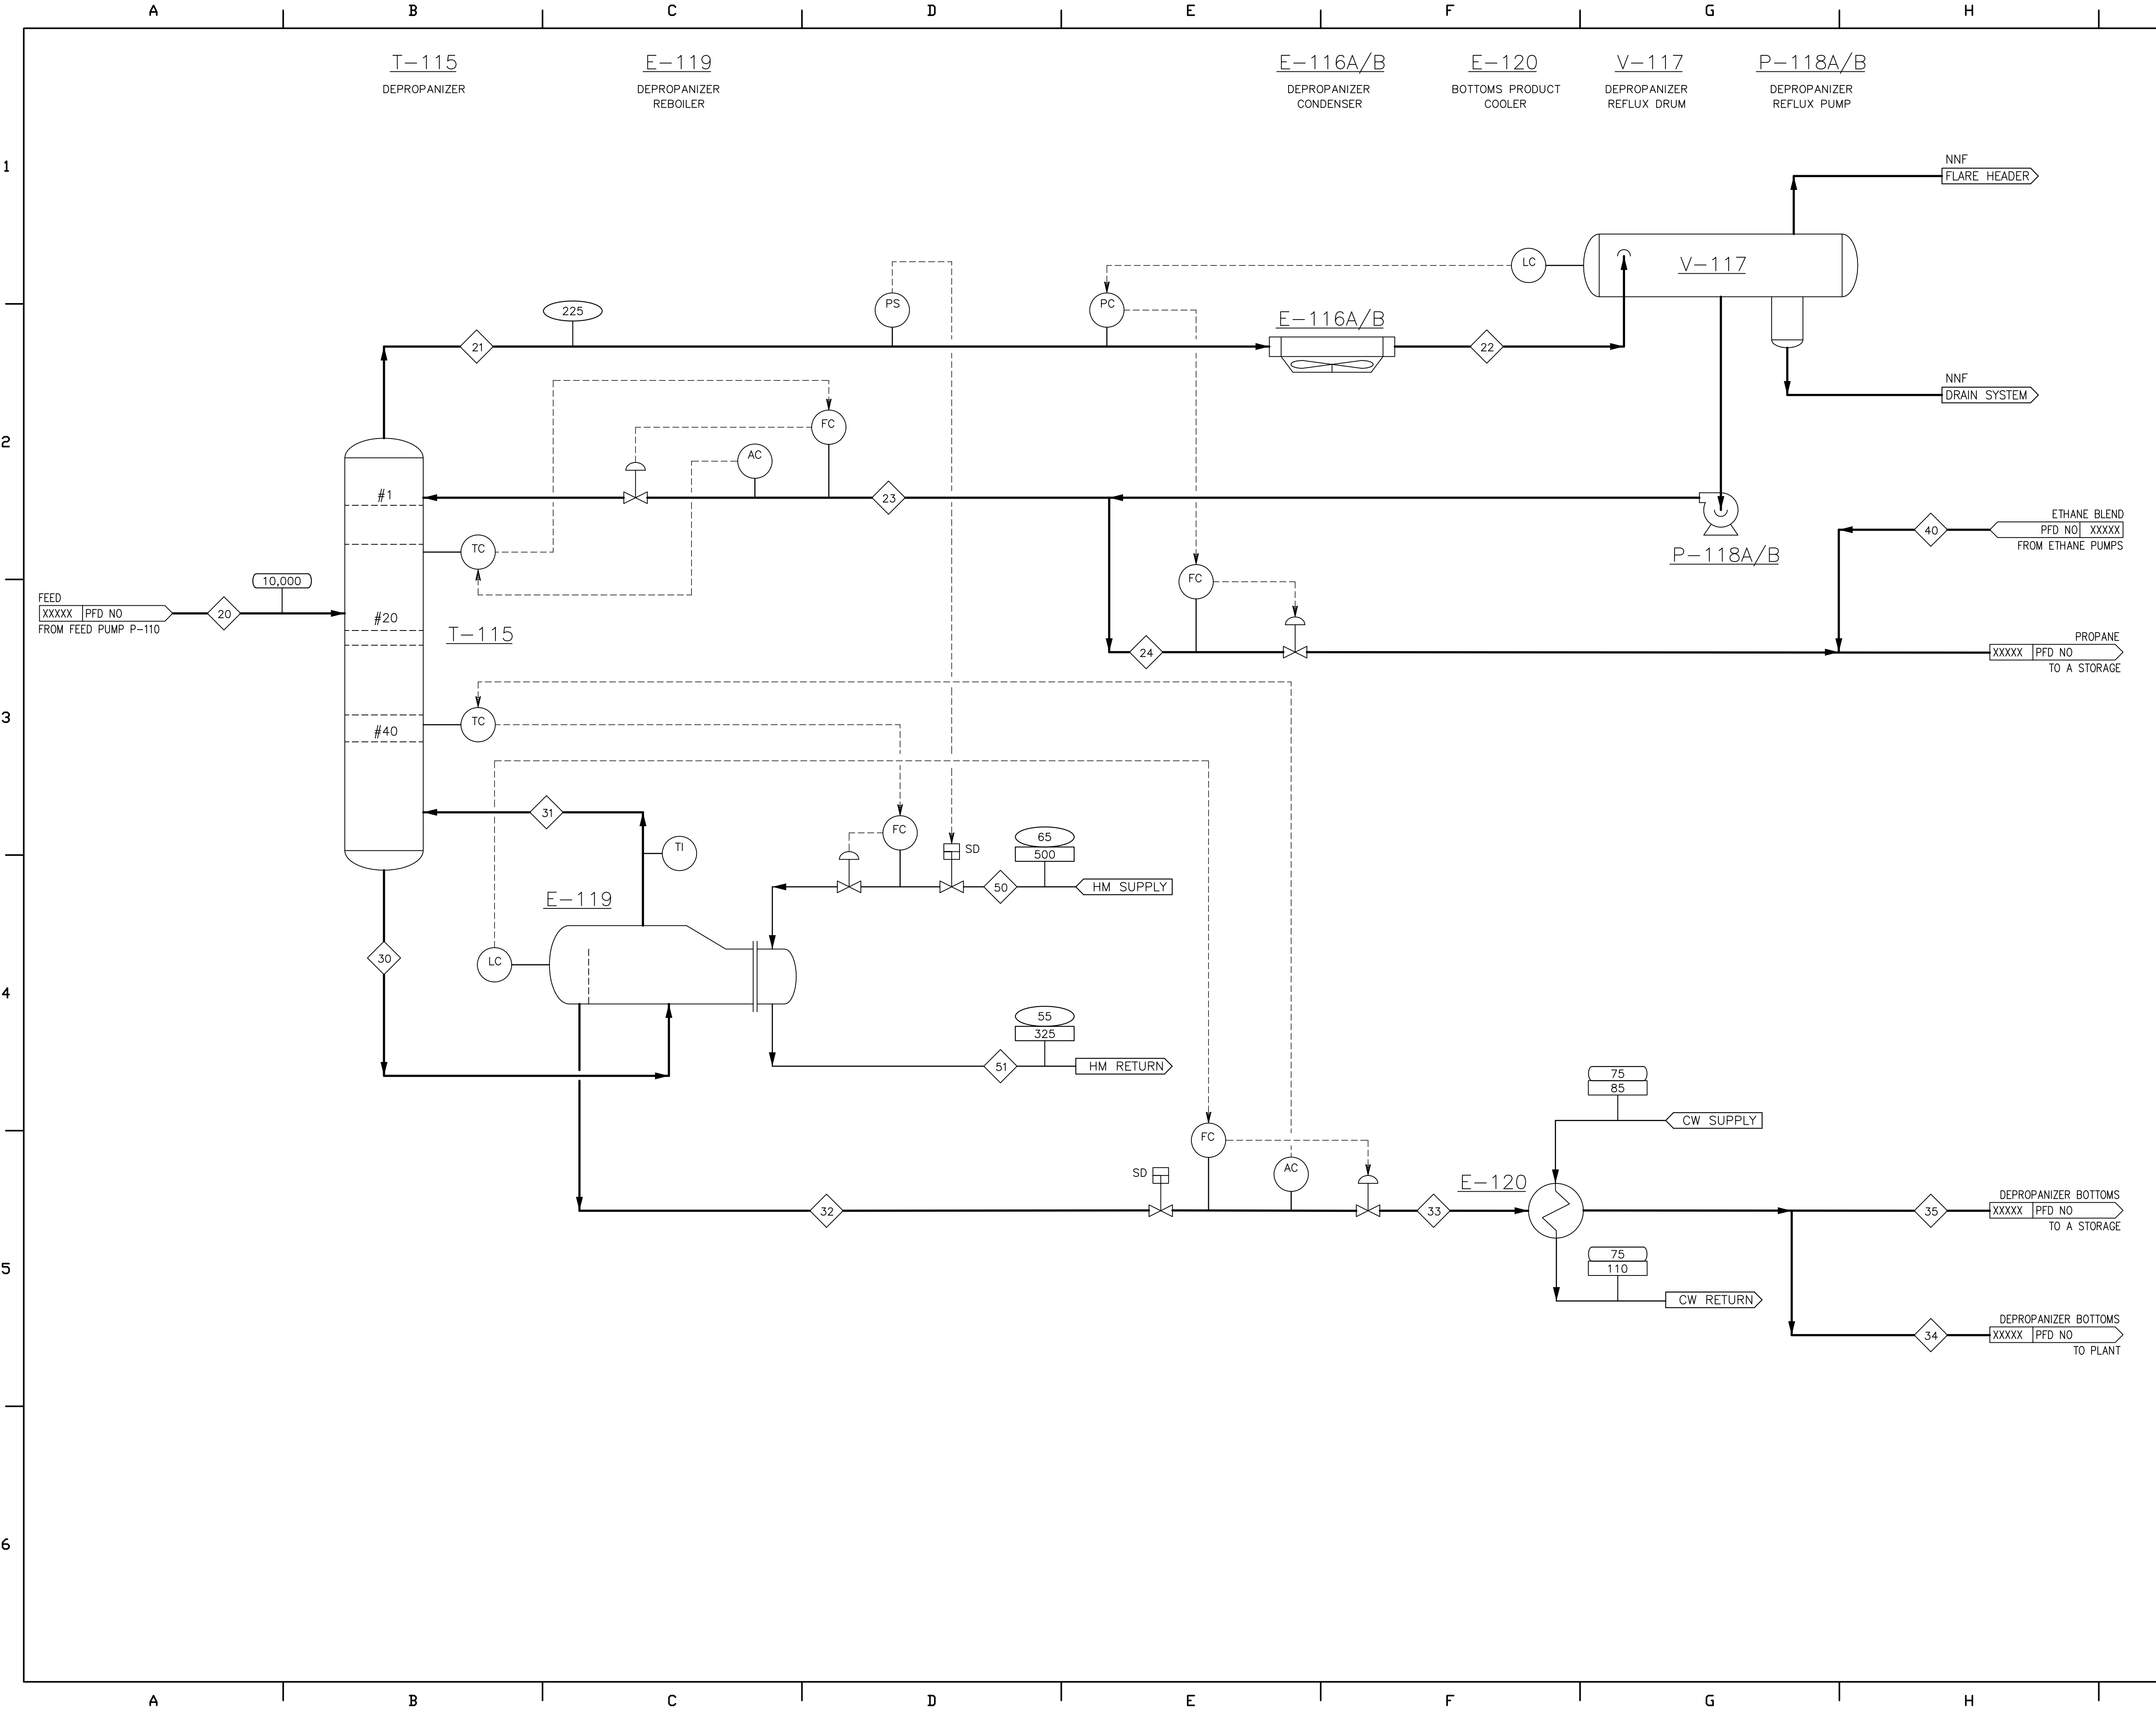 A B C D E F G H
T-115
DEPROPANIZER
E-119
DEPROPANIZER
REBOILER
E-116A/B
DEPROPANIZER
CONDENSER
E-120
BOTTOMS PRODUCT
COOLER
V-117
DEPROPANIZER
REFLUX DRUM
P-118A/B
DEPROPANIZER
REFLUX PUMP
1
NNF
FLARE HEADER
LC
V-117
PS
PC
225
E-116A/B
21
22
NNF
DRAIN SYSTEM
2
FC
AC
#1
23
TC
P-118A/B
ETHANE BLEND
40
PFD NO XXXXX
FROM ETHANE PUMPS
10,000
FC
FEED
XXXXX PFD NO
FROM FEED PUMP P-110
20
#20
T-115
24
PROPANE
XXXXX PFD NO
TO A STORAGE
3
TC
#40
31
TI
FC
SD
65
500
50
HM SUPPLY
E-119
30
LC
4
55
325
51
HM RETURN
75
85
CW SUPPLY
FC
SD
AC
E-120
32
33
DEPROPANIZER BOTTOMS
35
XXXXX PFD NO
TO A STORAGE
5
75
110
CW RETURN
DEPROPANIZER BOTTOMS
34
XXXXX PFD NO
TO PLANT
6
A B C D E F G H